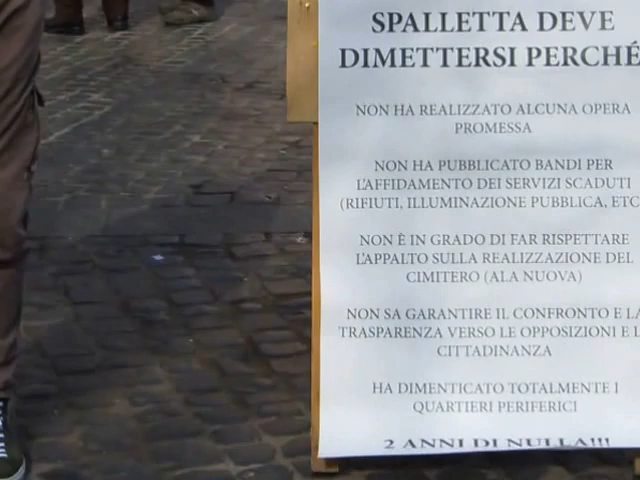 SPALLETTA DEVE
DIMETTERSI PERCHÉ
NON HA REALIZZATO ALCUNA OPERA
PROMESSA
NON HA PUBBLICATO BANDI PER
L'AFFIDAMENTO DEI SERVIZI SCADUTI
(RIFIUTI, ILLUMINAZIONE PUBBLICA, ETC
NON È IN GRADO DI FAR RISPETTARE
L'APPALTO SULLA REALIZZAZIONE DEL
CIMITERO (ALA NUOVA)
NON SA GARANTIRE IL CONFRONTO E LA
TRASPARENZA VERSO LE OPPOSIZIONI E L
CITTADINANZA
HA DIMENTICATO TOTALMENTE I
QUARTIERI PERIFERICI
2 ANNI DI NULLA!!!